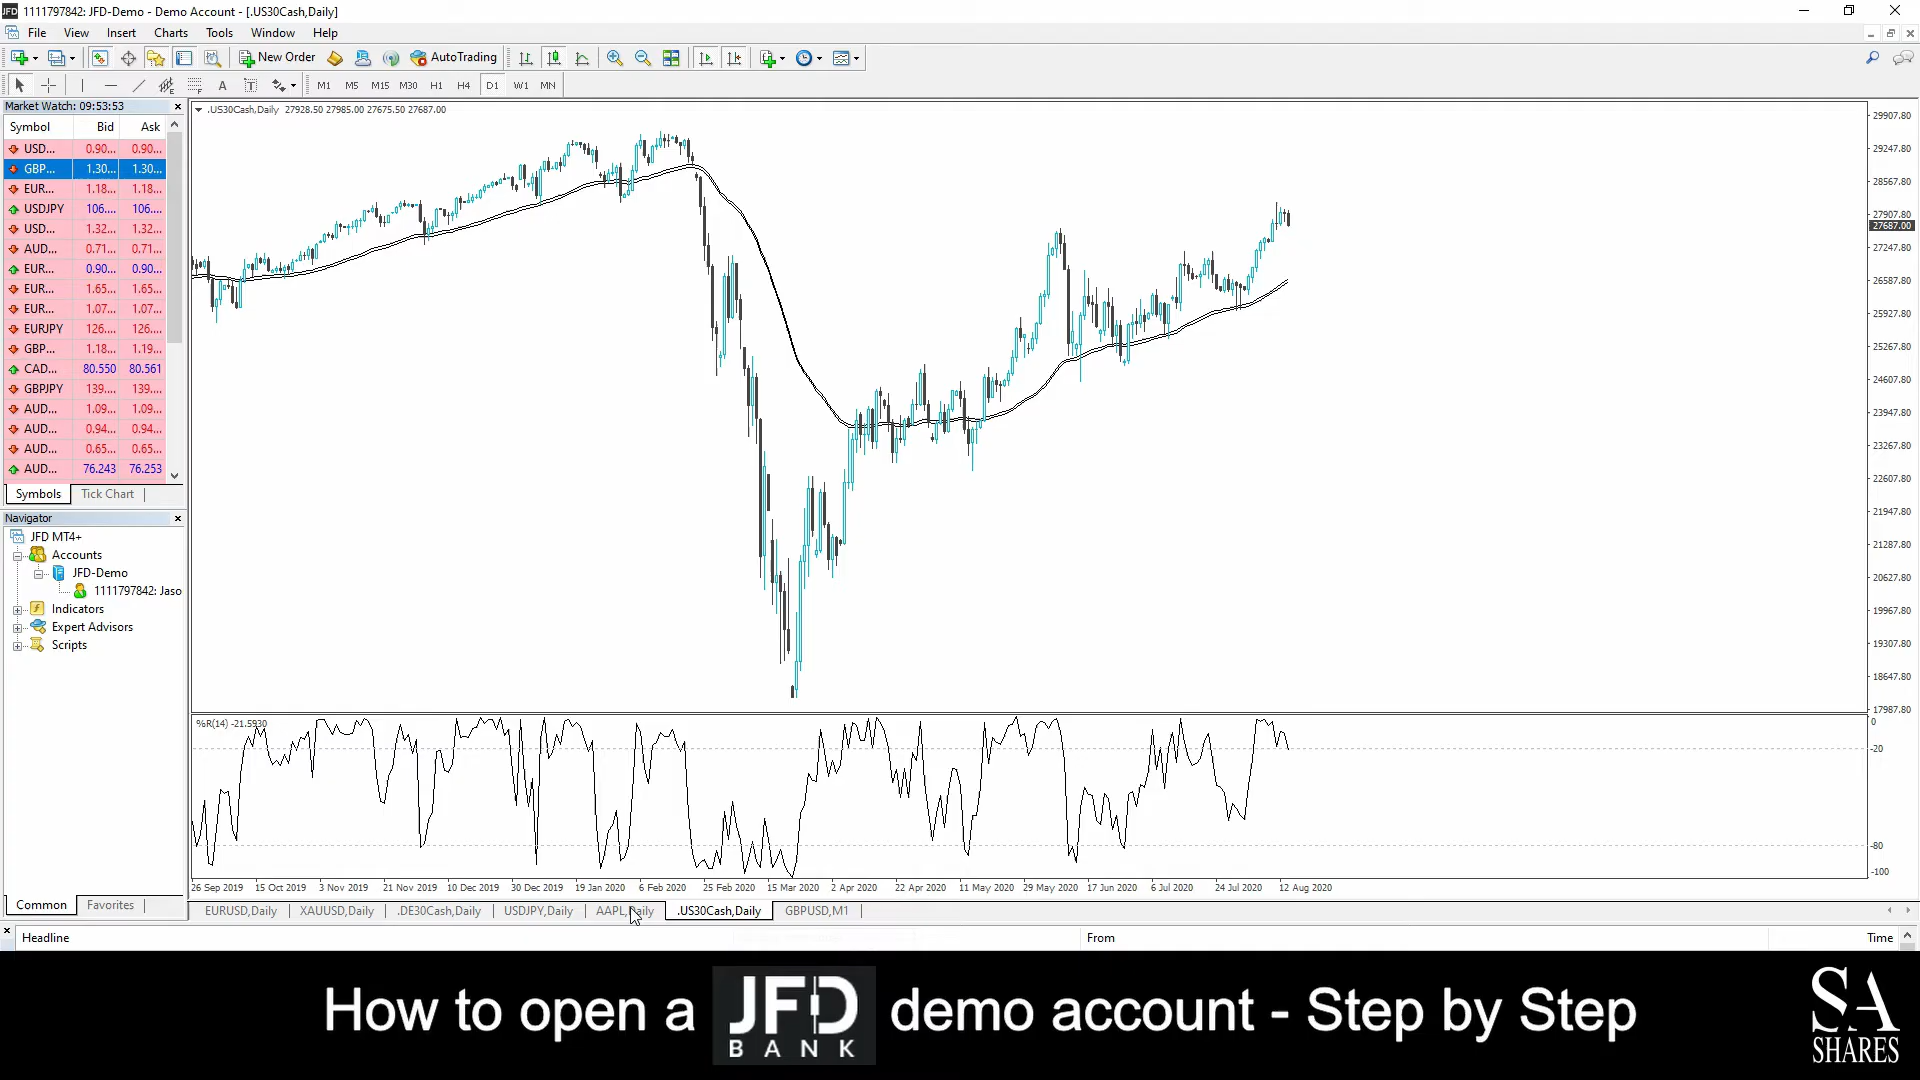 1111797842: JFD-Demo - Demo Account - [.US30Cash,Daily]
File View Insert Charts Tools Window Help
New Order AutoTrading
A T M1 M5 M15 M30 H1 H4 D1 W1 MN
Market Watch: 09:53:53
Symbol Bid Ask
USD... 0.90... 0.90...
GBP... 1.30... 1.30...
EUR... 1.18... 1.18...
USDJPY 106.... 106....
USD... 1.32... 1.32...
AUD... 0.71... 0.71...
EUR... 0.90... 0.90...
EUR... 1.65... 1.65...
EUR... 1.07... 1.07...
EURJPY 126.... 126....
GBP... 1.18... 1.19...
CAD... 80.550 80.561
GBPJPY 139.... 139....
AUD... 1.09... 1.09...
AUD... 0.94... 0.94...
AUD... 0.65... 0.65...
AUD... 76.243 76.253
Symbols Tick Chart
Navigator
JFD MT4+
Accounts
JFD-Demo
1111797842: Jaso
Indicators
Expert Advisors
Scripts
Common Favorites
.US30Cash,Daily 27928.50 27985.00 27675.50 27687.00
29907.80
29247.80
28567.80
27907.80
27687.00
27247.80
26587.80
25927.80
25267.80
24607.80
23947.80
23267.80
22607.80
21947.80
21287.80
20627.80
19967.80
19307.80
18647.80
17987.80
%R(14) -21.5930
0
-20
-80
-100
26 Sep 2019 15 Oct 2019 3 Nov 2019 21 Nov 2019 10 Dec 2019 30 Dec 2019 19 Jan 2020 6 Feb 2020 25 Feb 2020 15 Mar 2020 2 Apr 2020 22 Apr 2020 11 May 2020 29 May 2020 17 Jun 2020 6 Jul 2020 24 Jul 2020 12 Aug 2020
EURUSD,Daily XAUUSD,Daily .DE30Cash,Daily USDJPY,Daily AAPL,Daily .US30Cash,Daily GBPUSD,M1
Headline From Time
How to open a JFD BANK demo account - Step by Step
SA
SHARES